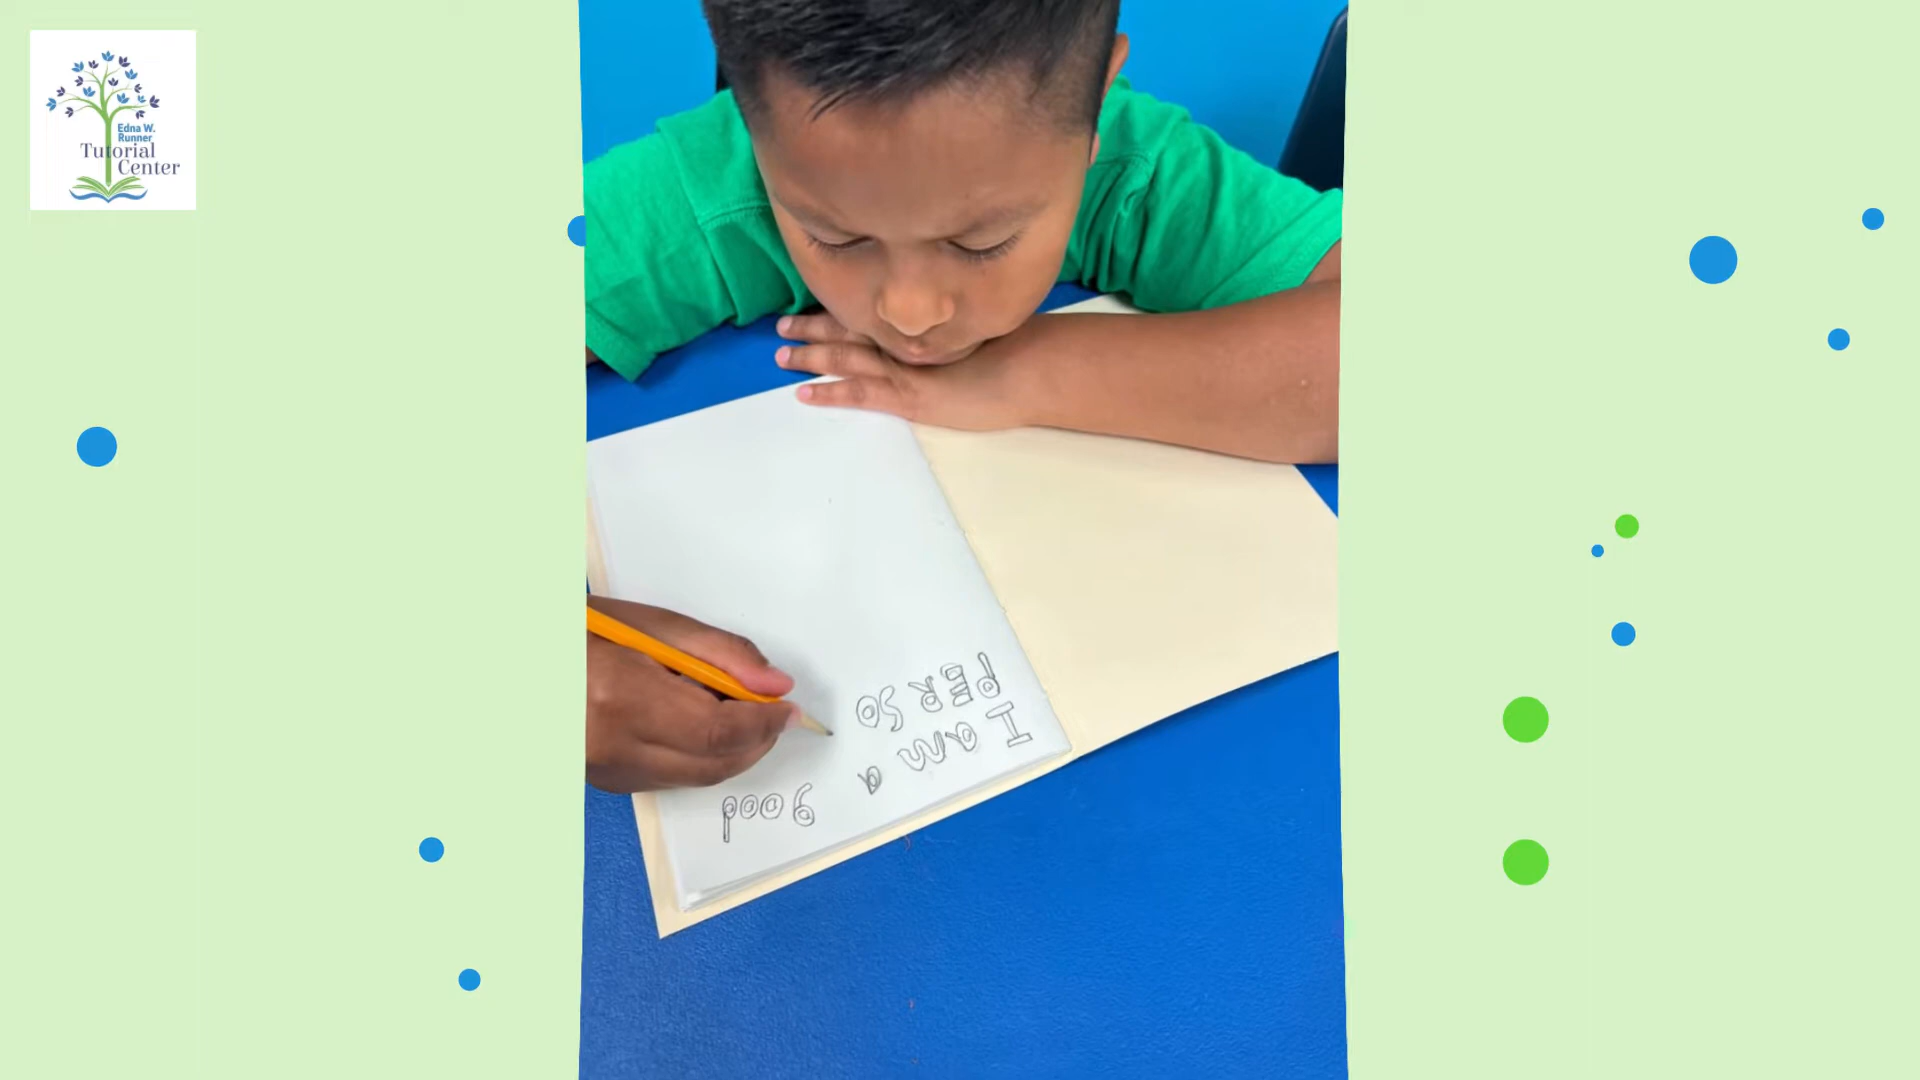 Edna W.
Runner
Tutorial
Center
I am a good
PERSO